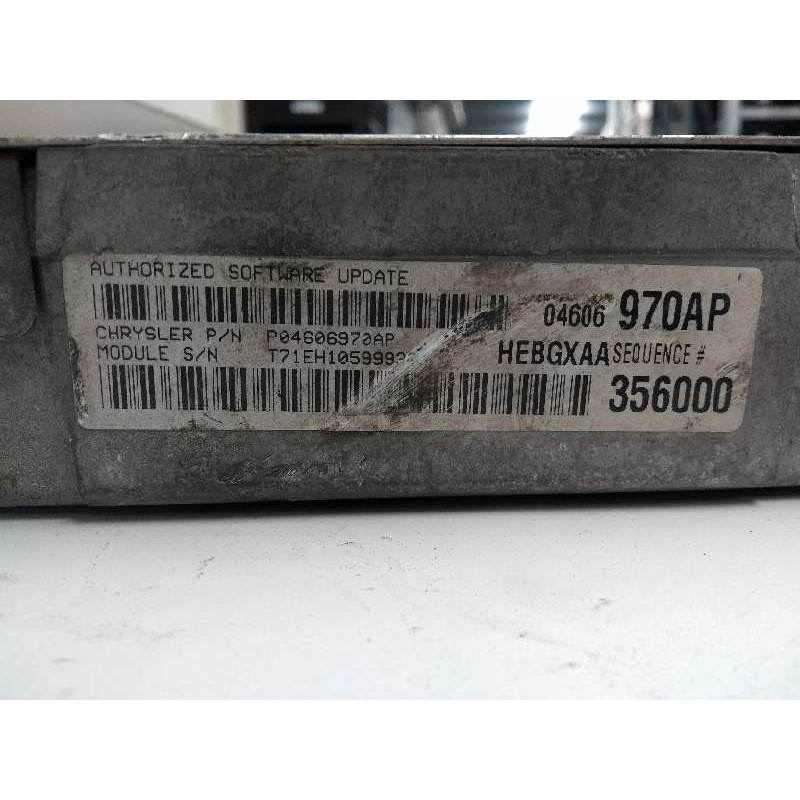 AUTHORIZED SOFTWARE UPDATE
04606 970AP
CHRYSLER P/N P04606970AP
MODULE S/N
HEBGXAA SEQUENCE #
356000